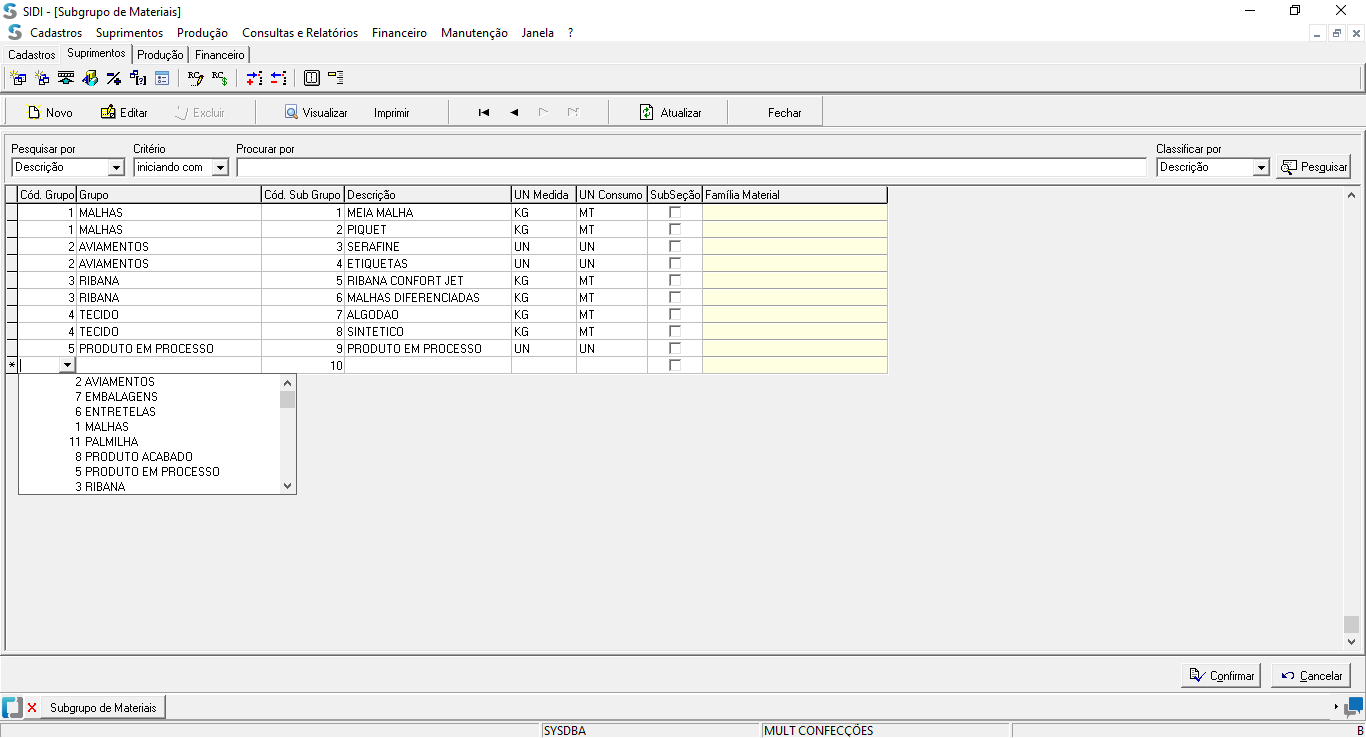 SIDI - [Subgrupo de Materiais]
Cadastros Suprimentos Produção Consultas e Relatórios Financeiro Manutenção Janela ?
Cadastros Suprimentos Produção Financeiro
Novo Editar Excluir Visualizar Imprimir Atualizar Fechar
Pesquisar por Critério Procurar por Classificar por
Descrição iniciando com Descrição Pesquisar
Cód. Grupo Grupo Cód. Sub Grupo Descrição UN Medida UN Consumo SubSeção Família Material
1 MALHAS 1 MEIA MALHA KG MT
1 MALHAS 2 PIQUET KG MT
2 AVIAMENTOS 3 SERAFINE UN UN
2 AVIAMENTOS 4 ETIQUETAS UN UN
3 RIBANA 5 RIBANA CONFORT JET KG MT
3 RIBANA 6 MALHAS DIFERENCIADAS KG MT
4 TECIDO 7 ALGODAO KG MT
4 TECIDO 8 SINTETICO KG MT
5 PRODUTO EM PROCESSO 9 PRODUTO EM PROCESSO UN UN
* 10
2 AVIAMENTOS
7 EMBALAGENS
6 ENTRETELAS
1 MALHAS
11 PALMILHA
8 PRODUTO ACABADO
5 PRODUTO EM PROCESSO
3 RIBANA
Confirmar Cancelar
Subgrupo de Materiais
SYSDBA MULT CONFECÇÕES B